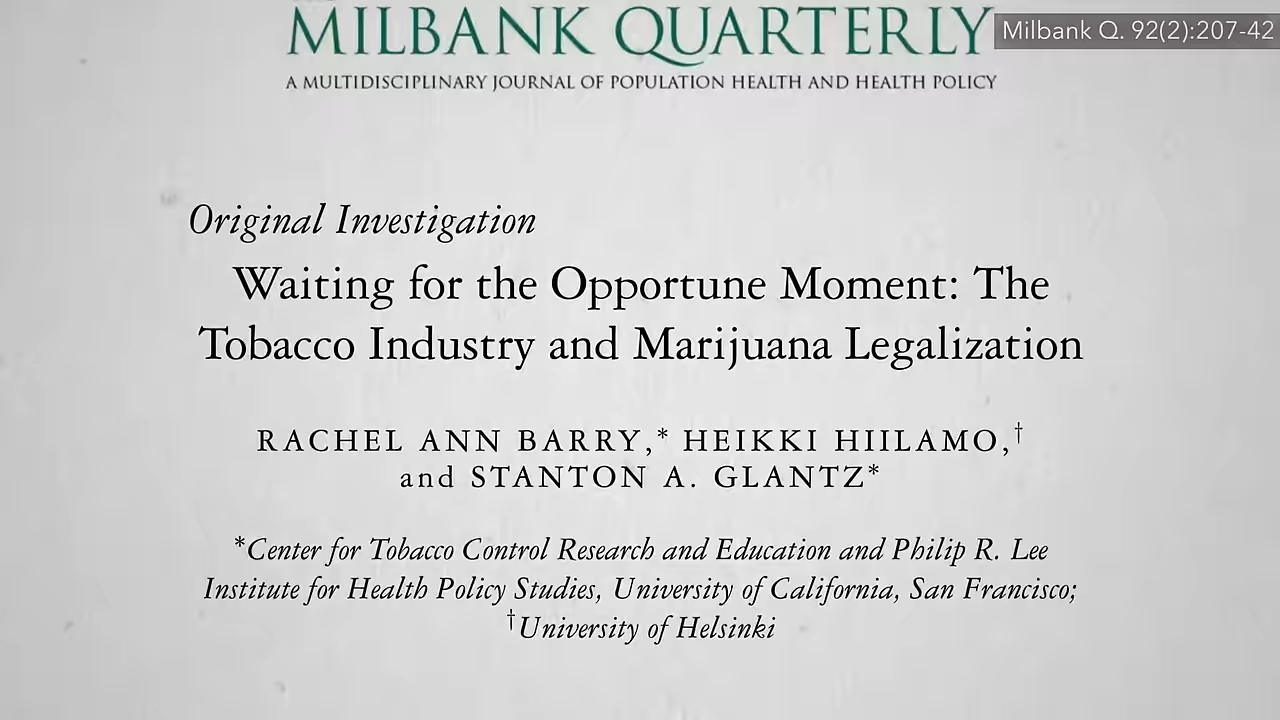 MILBANK QUARTERLY
Milbank Q. 92(2):207-42
A MULTIDISCIPLINARY JOURNAL OF POPULATION HEALTH AND HEALTH POLICY
Original Investigation
Waiting for the Opportune Moment: The
Tobacco Industry and Marijuana Legalization
RACHEL ANN BARRY,* HEIKKI HIILAMO,†
and STANTON A. GLANTZ*
*Center for Tobacco Control Research and Education and Philip R. Lee
Institute for Health Policy Studies, University of California, San Francisco;
†University of Helsinki